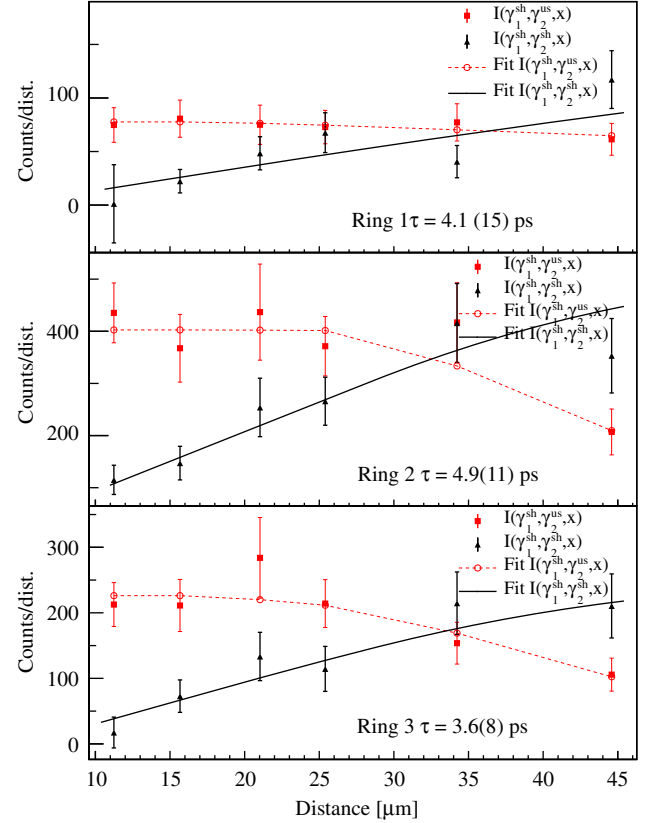 I(γ₁ˢʰ,γ₂ᵘˢ,x)
I(γ₁ˢʰ,γ₂ˢʰ,x)
Fit I(γ₁ˢʰ,γ₂ᵘˢ,x)
Fit I(γ₁ˢʰ,γ₂ˢʰ,x)
100
0
Counts/dist.
Ring 1τ = 4.1 (15) ps
I(γ₁ˢʰ,γ₂ᵘˢ,x)
I(γ₁ˢʰ,γ₂ˢʰ,x)
Fit I(γ₁ˢʰ,γ₂ᵘˢ,x)
Fit I(γ₁ˢʰ,γ₂ˢʰ,x)
400
200
Counts/dist.
Ring 2 τ = 4.9(11) ps
I(γ₁ˢʰ,γ₂ᵘˢ,x)
I(γ₁ˢʰ,γ₂ˢʰ,x)
Fit I(γ₁ˢʰ,γ₂ᵘˢ,x)
Fit I(γ₁ˢʰ,γ₂ˢʰ,x)
300
200
100
0
Counts/dist.
Ring 3 τ = 3.6(8) ps
10 15 20 25 30 35 40 45
Distance [μm]